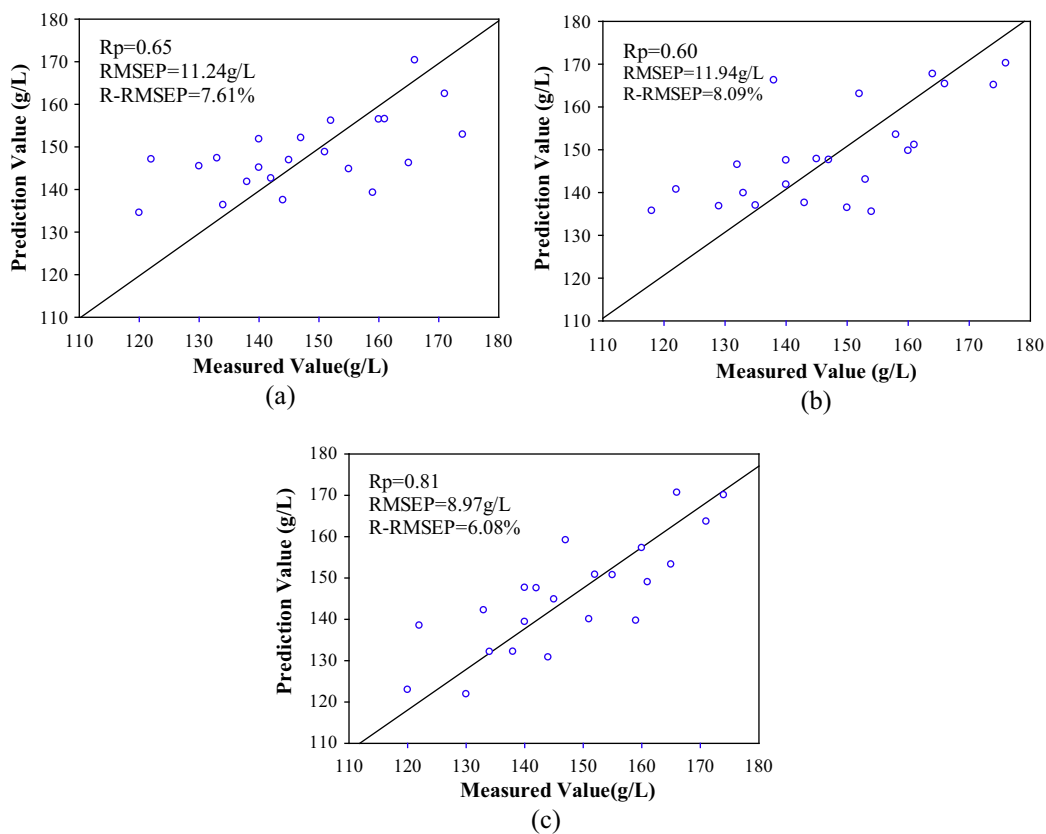 180
170
160
150
140
130
120
110
Prediction Value (g/L)
Rp=0.65
RMSEP=11.24g/L
R-RMSEP=7.61%
110 120 130 140 150 160 170 180
Measured Value(g/L)
(a)
180
170
160
150
140
130
120
110
Prediction Value (g/L)
Rp=0.60
RMSEP=11.94g/L
R-RMSEP=8.09%
110 120 130 140 150 160 170 180
Measured Value (g/L)
(b)
180
170
160
150
140
130
120
110
Prediction Value (g/L)
Rp=0.81
RMSEP=8.97g/L
R-RMSEP=6.08%
110 120 130 140 150 160 170 180
Measured Value(g/L)
(c)